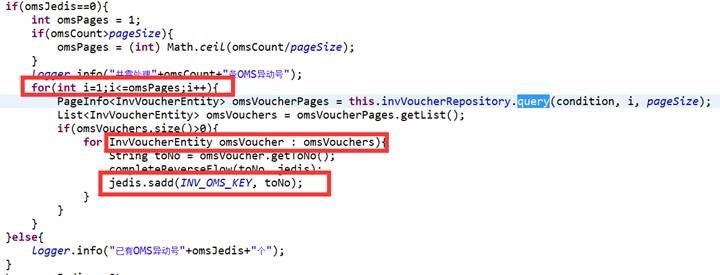 if(omsJedis==0){
int omsPages = 1;
if(omsCount>pageSize){
omsPages = (int) Math.ceil(omsCount/pageSize);
}
Logger.info("共需处理"+omsCount+"条OMS异动号");
for(int i=1;i<=omsPages;i++){
PageInfo<InvVoucherEntity> omsVoucherPages = this.invVoucherRepository.query(condition, i, pageSize);
List<InvVoucherEntity> omsVouchers = omsVoucherPages.getList();
if(omsVouchers.size()>0){
for InvVoucherEntity omsVoucher : omsVouchers){
String toNo = omsVoucher.getToNo();
completeReverseFlow(toNo, jedis);
jedis.sadd(INV_OMS_KEY, toNo);
}
}
}
}else{
Logger.info("已有OMS异动号"+omsJedis+"个");
}